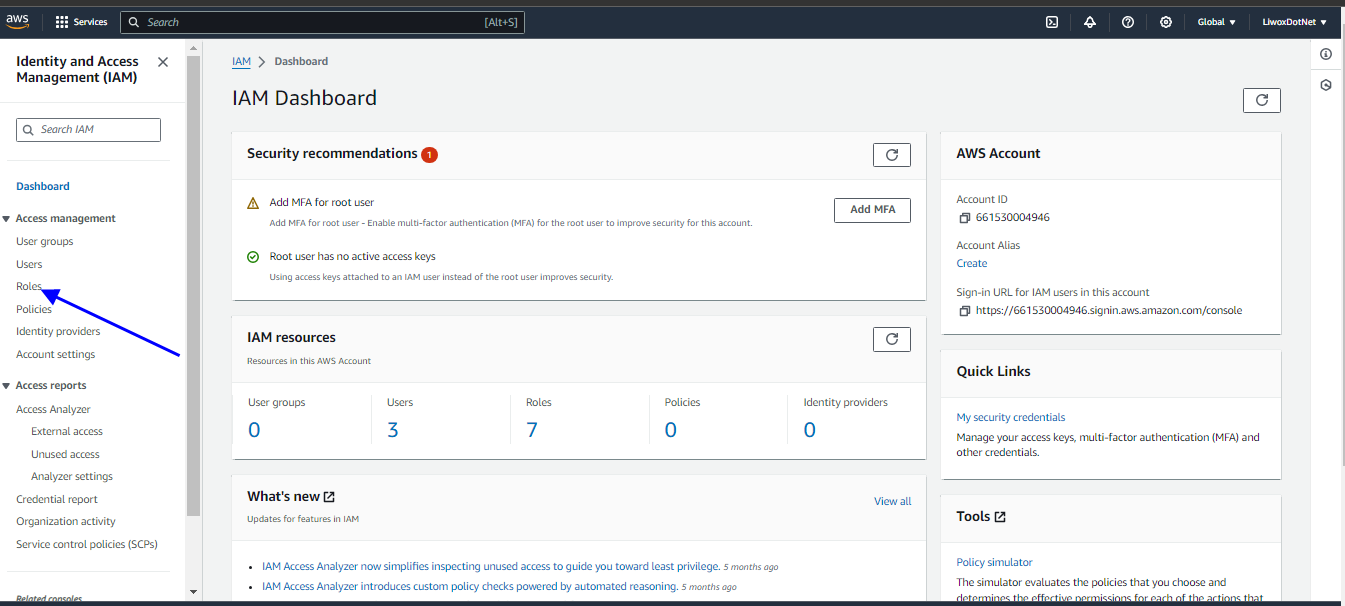 aws
Services
Search
[Alt+S]
Global
LiwoxDotNet
Identity and Access
Management (IAM)
Search IAM
Dashboard
Access management
User groups
Users
Roles
Policies
Identity providers
Account settings
Access reports
Access Analyzer
External access
Unused access
Analyzer settings
Credential report
Organization activity
Service control policies (SCPs)
Related consoles
IAM > Dashboard
IAM Dashboard
Security recommendations 1
Add MFA for root user
Add MFA for root user - Enable multi-factor authentication (MFA) for the root user to improve security for this account.
Add MFA
Root user has no active access keys
Using access keys attached to an IAM user instead of the root user improves security.
IAM resources
Resources in this AWS Account
User groups
0
Users
3
Roles
7
Policies
0
Identity providers
0
What's new
View all
Updates for features in IAM
• IAM Access Analyzer now simplifies inspecting unused access to guide you toward least privilege. 5 months ago
• IAM Access Analyzer introduces custom policy checks powered by automated reasoning. 5 months ago
AWS Account
Account ID
661530004946
Account Alias
Create
Sign-in URL for IAM users in this account
https://661530004946.signin.aws.amazon.com/console
Quick Links
My security credentials
Manage your access keys, multi-factor authentication (MFA) and
other credentials.
Tools
Policy simulator
The simulator evaluates the policies that you choose and
determines the effective permissions for each of the actions that